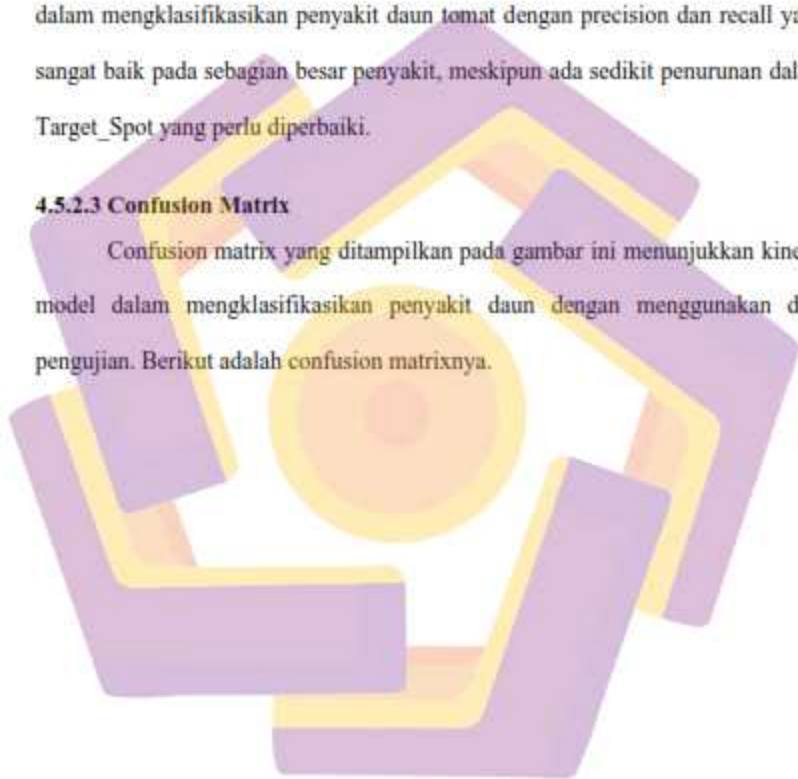 dalam mengklasifikasikan penyakit daun tomat dengan precision dan recall ya
sangat baik pada sebagian besar penyakit, meskipun ada sedikit penurunan dal
Target_Spot yang perlu diperbaiki.
4.5.2.3 Confusion Matrix
Confusion matrix yang ditampilkan pada gambar ini menunjukkan kine
model dalam mengklasifikasikan penyakit daun dengan menggunakan d
pengujian. Berikut adalah confusion matrixnya.